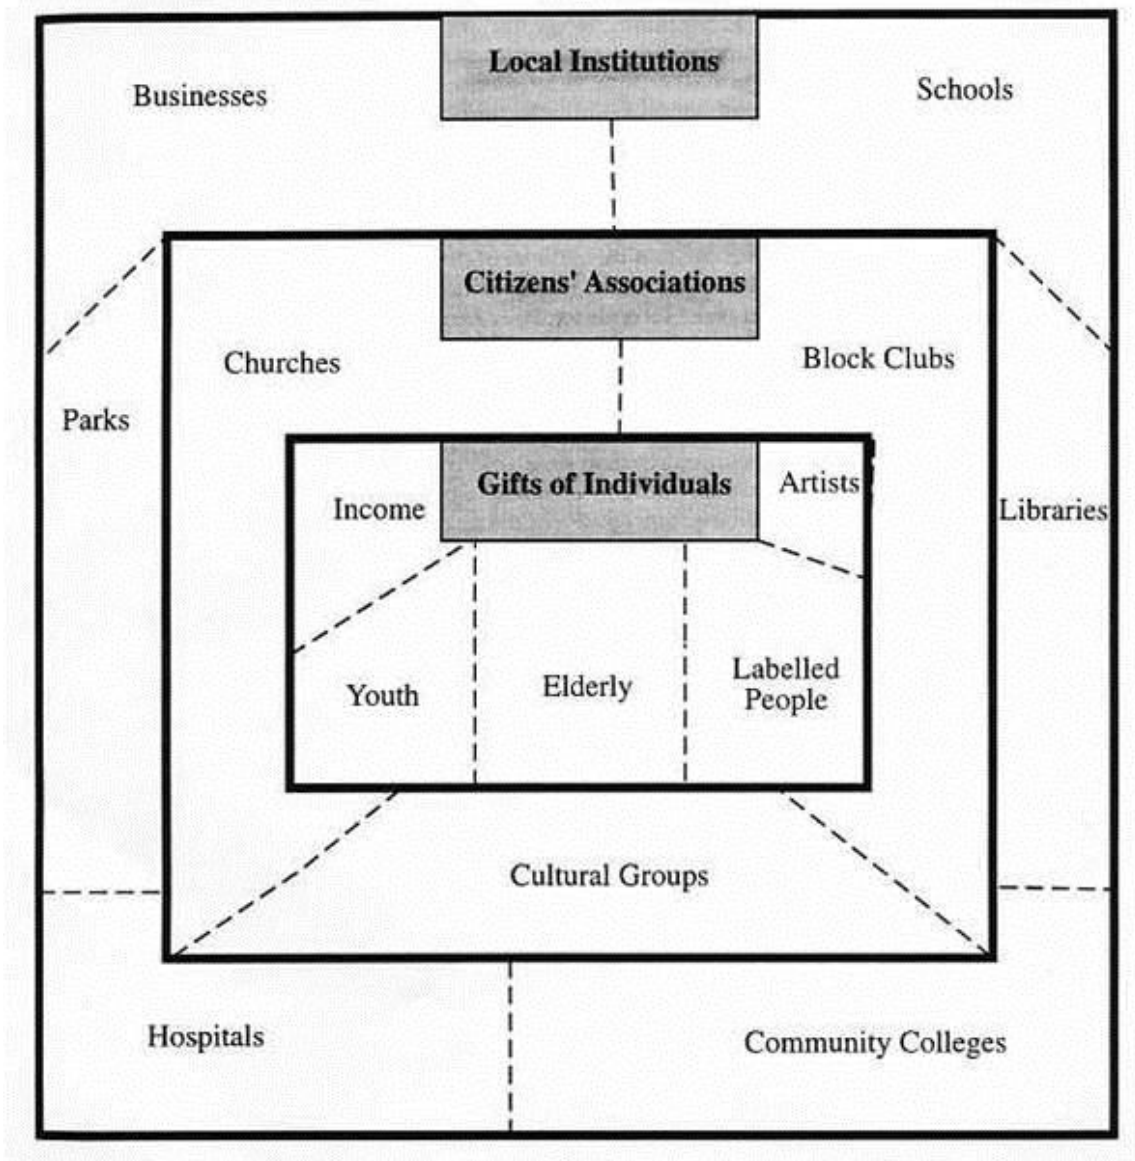 Local Institutions
Businesses
Schools
Citizens' Associations
Churches
Block Clubs
Parks
Gifts of Individuals
Artists
Income
Libraries
Youth
Elderly
Labelled
People
Cultural Groups
Hospitals
Community Colleges